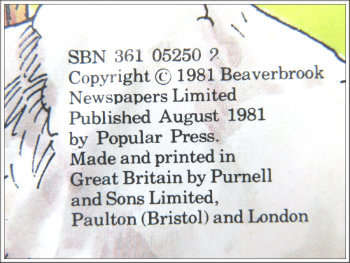 SBN 361 05250 2
Copyright © 1981 Beaverbrook
Newspapers Limited
Published August 1981
by Popular Press.
Made and printed in
Great Britain by Purnell
and Sons Limited,
Paulton (Bristol) and London